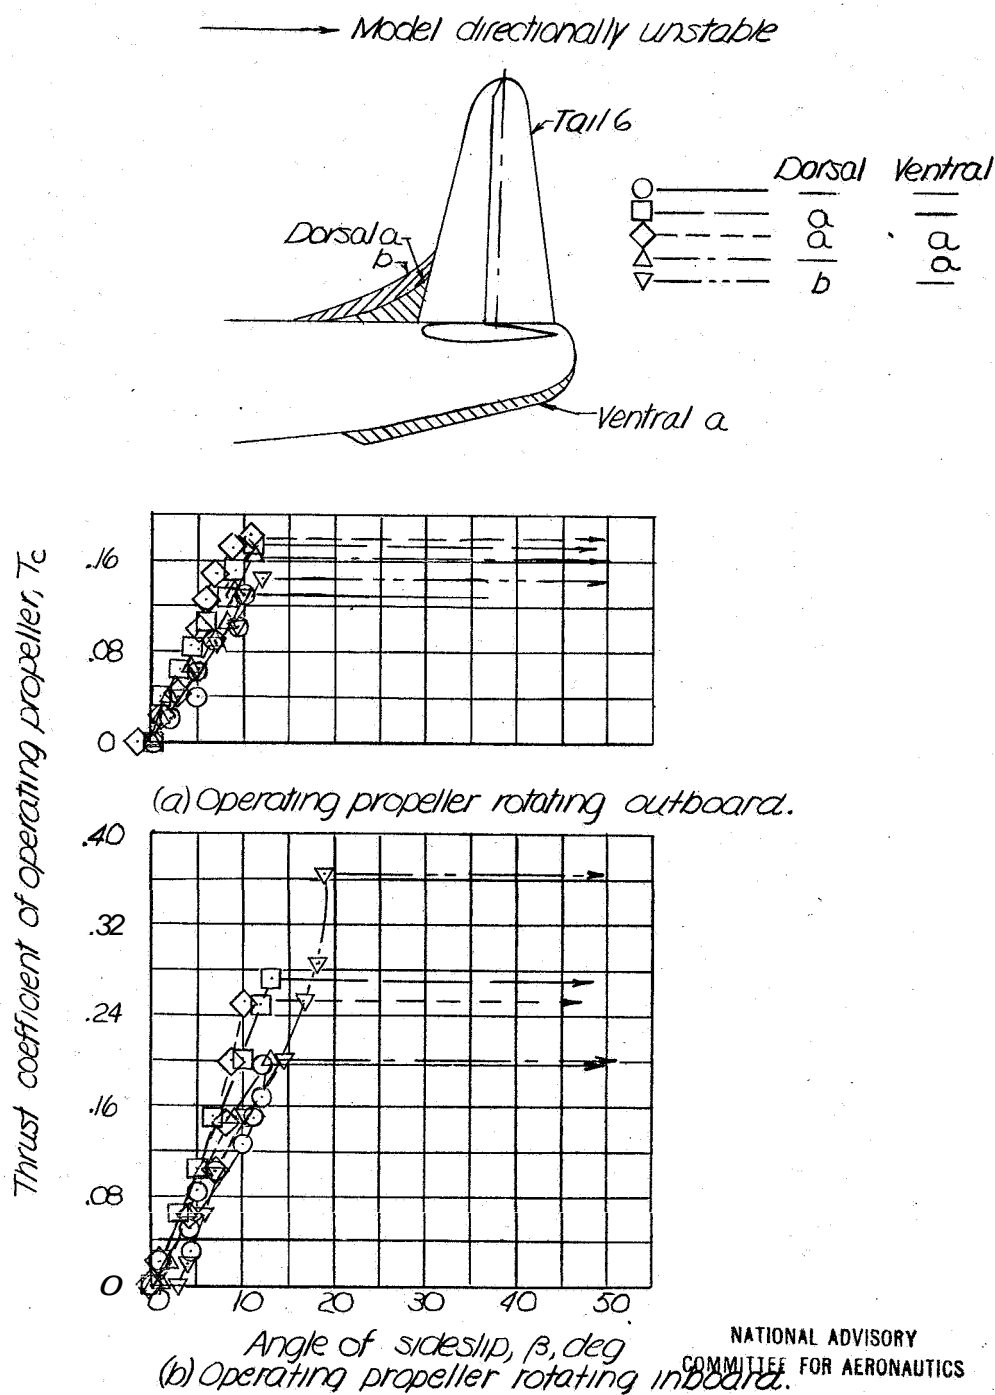 Model directionally unstable
Tail 6
Dorsal Ventral
— —
a —
a a
— a
b —
Dorsal a
b
Ventral a
Thrust coefficient of operating propeller, Tc
.16
.08
0
(a) Operating propeller rotating outboard.
.40
.32
.24
.16
.08
0
0 10 20 30 40 50
Angle of sideslip, β, deg
(b) Operating propeller rotating inboard.
NATIONAL ADVISORY
COMMITTEE FOR AERONAUTICS